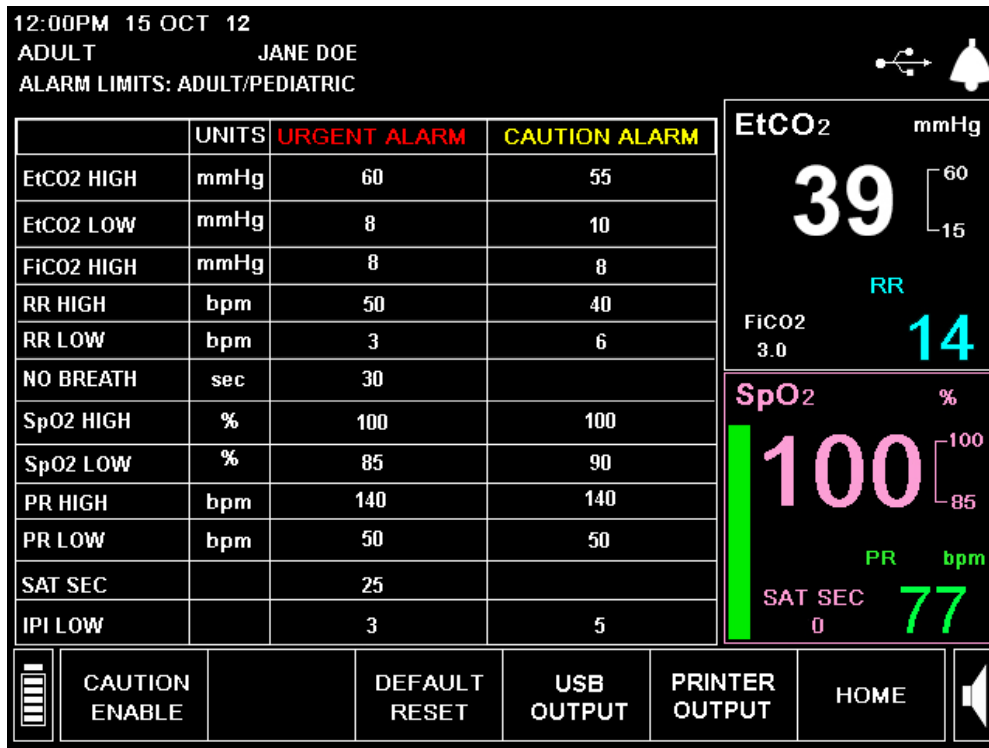 12:00PM 15 OCT 12
ADULT JANE DOE
ALARM LIMITS: ADULT/PEDIATRIC
UNITS URGENT ALARM CAUTION ALARM
EtCO2 HIGH mmHg 60 55
EtCO2 LOW mmHg 8 10
FiCO2 HIGH mmHg 8 8
RR HIGH bpm 50 40
RR LOW bpm 3 6
NO BREATH sec 30
SpO2 HIGH % 100 100
SpO2 LOW % 85 90
PR HIGH bpm 140 140
PR LOW bpm 50 50
SAT SEC 25
IPI LOW 3 5
EtCO2 mmHg
39 60
15
RR
FiCO2
3.0
14
SpO2 %
100 100
85
PR bpm
SAT SEC
0
77
CAUTION
ENABLE
DEFAULT
RESET
USB
OUTPUT
PRINTER
OUTPUT
HOME